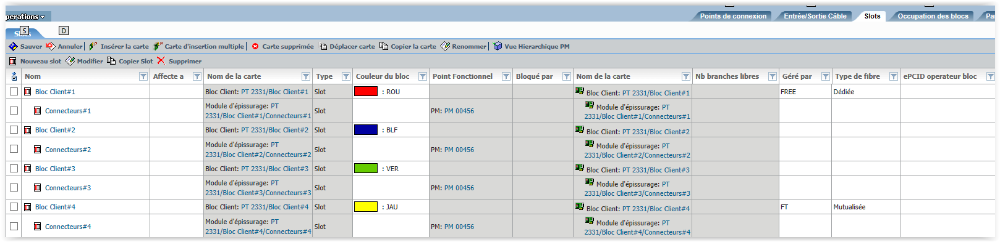 perations
Points de connexion Entrée/Sortie Câble Slots Occupation des blocs
S D
Sauver Annuler Insérer la carte Carte d'insertion multiple Carte supprimée Déplacer carte Copier la carte Renommer Vue Hierarchique PM
Nouveau slot Modifier Copier Slot Supprimer
Nom Affecte a Nom de la carte Type Couleur du bloc Point Fonctionnel Bloqué par Nom de la carte Nb branches libres Géré par Type de fibre ePCID operateur bloc
Bloc Client#1 Bloc Client: PT 2331/Bloc Client#1 Slot : ROU Bloc Client: PT 2331/Bloc Client#1 FREE Dédiée
Connecteurs#1 Module d'épissurage: PT 2331/Bloc Client#1/Connecteurs#1 Slot PM: PM 00456 Module d'épissurage: PT 2331/Bloc Client#1/Connecteurs#1
Bloc Client#2 Bloc Client: PT 2331/Bloc Client#2 Slot : BLF Bloc Client: PT 2331/Bloc Client#2
Connecteurs#2 Module d'épissurage: PT 2331/Bloc Client#2/Connecteurs#2 Slot PM: PM 00456 Module d'épissurage: PT 2331/Bloc Client#2/Connecteurs#2
Bloc Client#3 Bloc Client: PT 2331/Bloc Client#3 Slot : VER Bloc Client: PT 2331/Bloc Client#3
Connecteurs#3 Module d'épissurage: PT 2331/Bloc Client#3/Connecteurs#3 Slot PM: PM 00456 Module d'épissurage: PT 2331/Bloc Client#3/Connecteurs#3
Bloc Client#4 Bloc Client: PT 2331/Bloc Client#4 Slot : JAU Bloc Client: PT 2331/Bloc Client#4 FT Mutualisée
Connecteurs#4 Module d'épissurage: PT 2331/Bloc Client#4/Connecteurs#4 Slot PM: PM 00456 Module d'épissurage: PT 2331/Bloc Client#4/Connecteurs#4